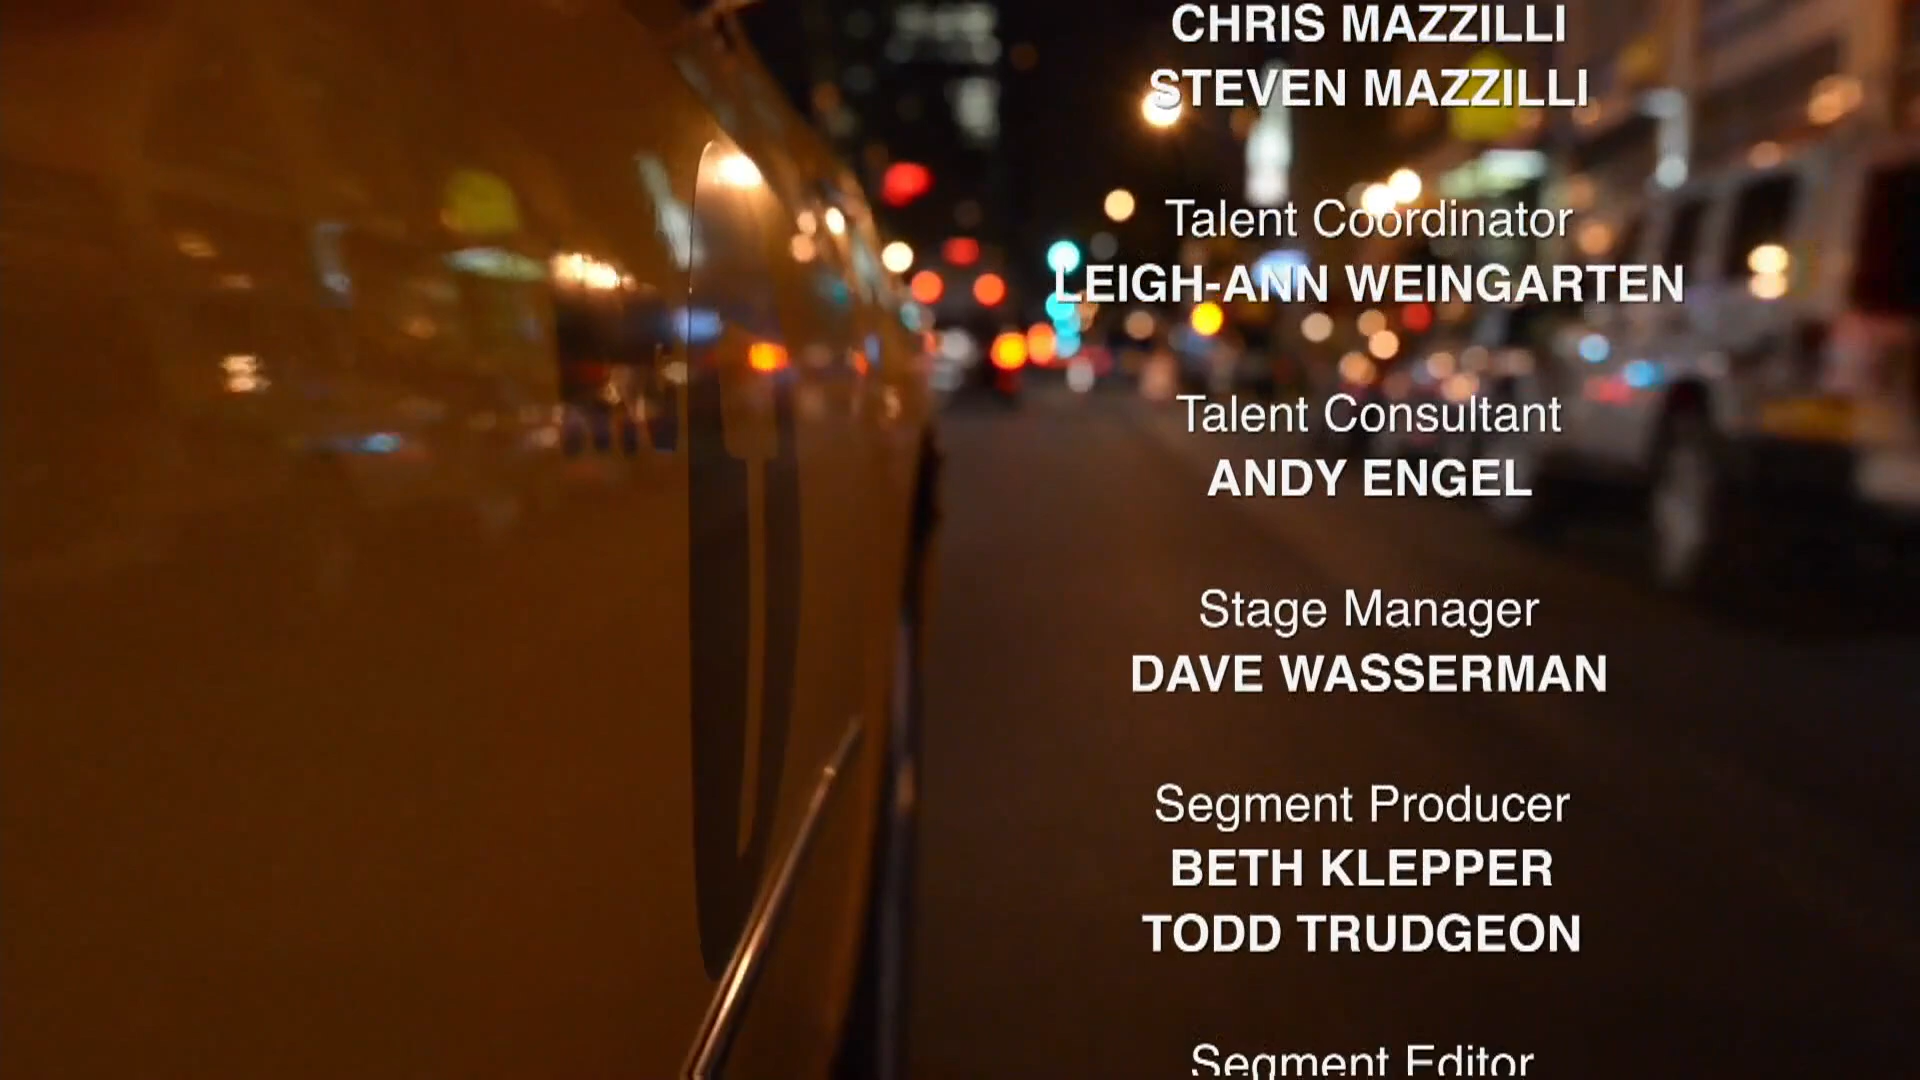 CHRIS MAZZILLI
STEVEN MAZZILLI
Talent Coordinator
LEIGH-ANN WEINGARTEN
Talent Consultant
ANDY ENGEL
Stage Manager
DAVE WASSERMAN
Segment Producer
BETH KLEPPER
TODD TRUDGEON
Segment Editor